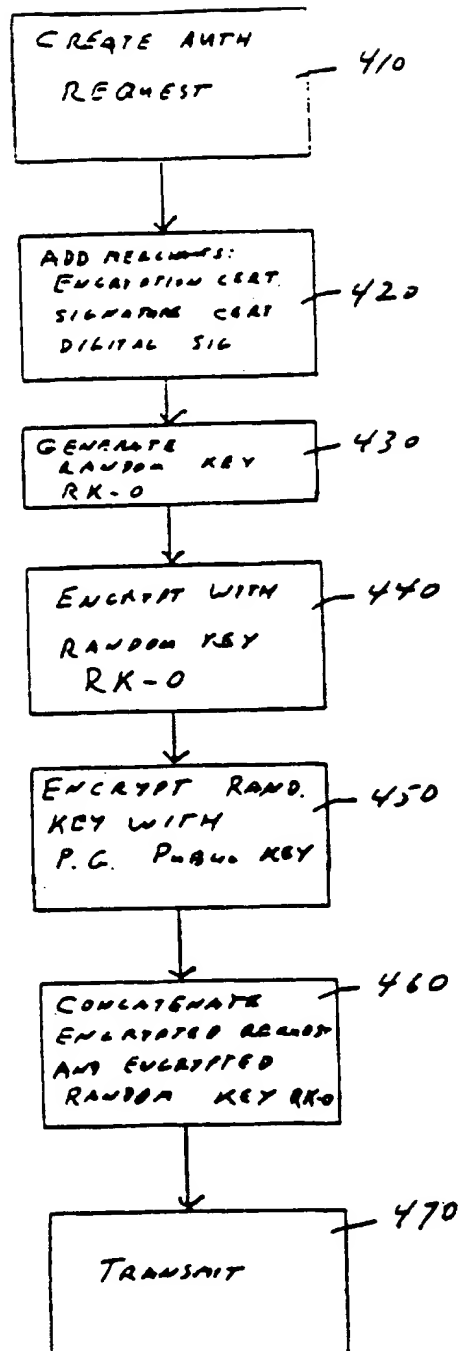 CREATE AUTH
REQUEST
410
ADD MERCHANTS:
ENCRYPTION CERT
SIGNATURE CERT
DIGITAL SIG
420
GENERATE
RANDOM KEY
RK-0
430
ENCRYPT WITH
RANDOM KEY
RK-0
440
ENCRYPT RAND.
KEY WITH
P.G. PUBLIC KEY
450
CONCATENATE
ENCRYPTED REQUEST
AND ENCRYPTED
RANDOM KEY RK-0
460
TRANSMIT
470